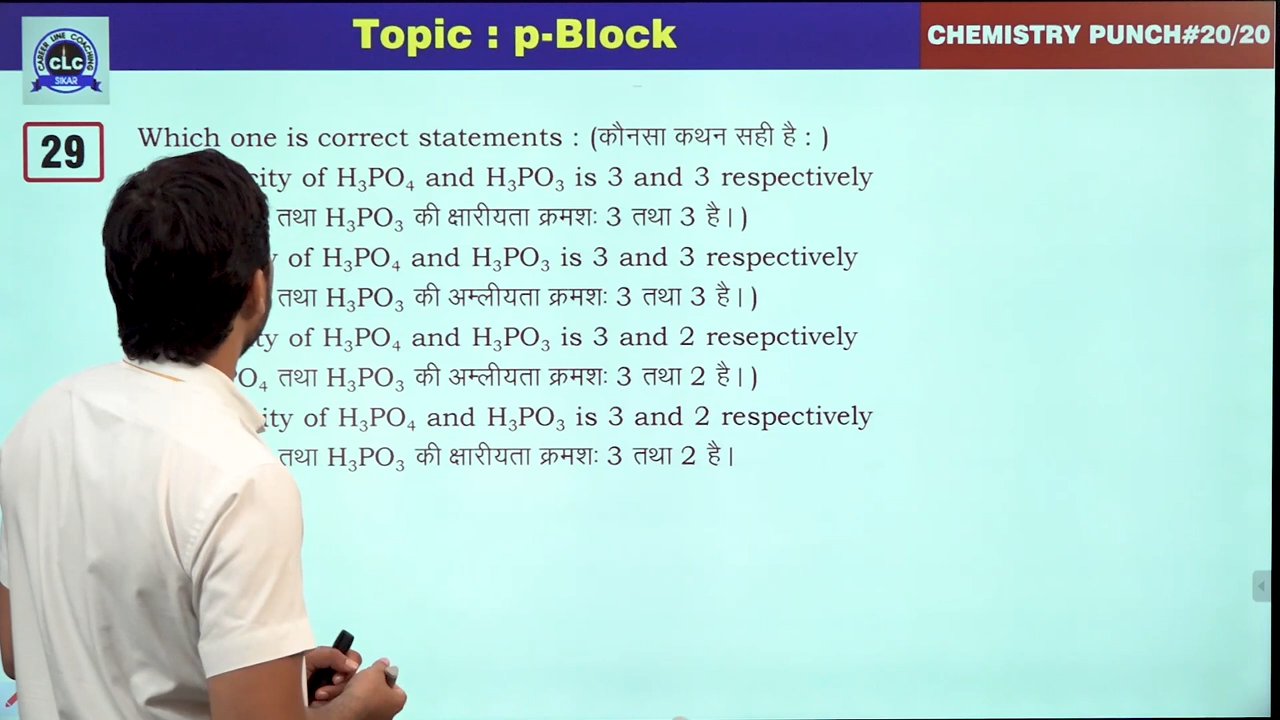 Topic : p-Block
CHEMISTRY PUNCH#20/20
CAREER LINE COACHING
CLC
SIKAR
29
Which one is correct statements : (कौनसा कथन सही है : )
of H₃PO₄ and H₃PO₃ is 3 and 3 respectively
तथा H₃PO₃ की क्षारीयता क्रमशः 3 तथा 3 है।)
of H₃PO₄ and H₃PO₃ is 3 and 3 respectively
तथा H₃PO₃ की अम्लीयता क्रमशः 3 तथा 3 है।)
of H₃PO₄ and H₃PO₃ is 3 and 2 resepctively
तथा H₃PO₃ की अम्लीयता क्रमशः 3 तथा 2 है।)
of H₃PO₄ and H₃PO₃ is 3 and 2 respectively
तथा H₃PO₃ की क्षारीयता क्रमशः 3 तथा 2 है।